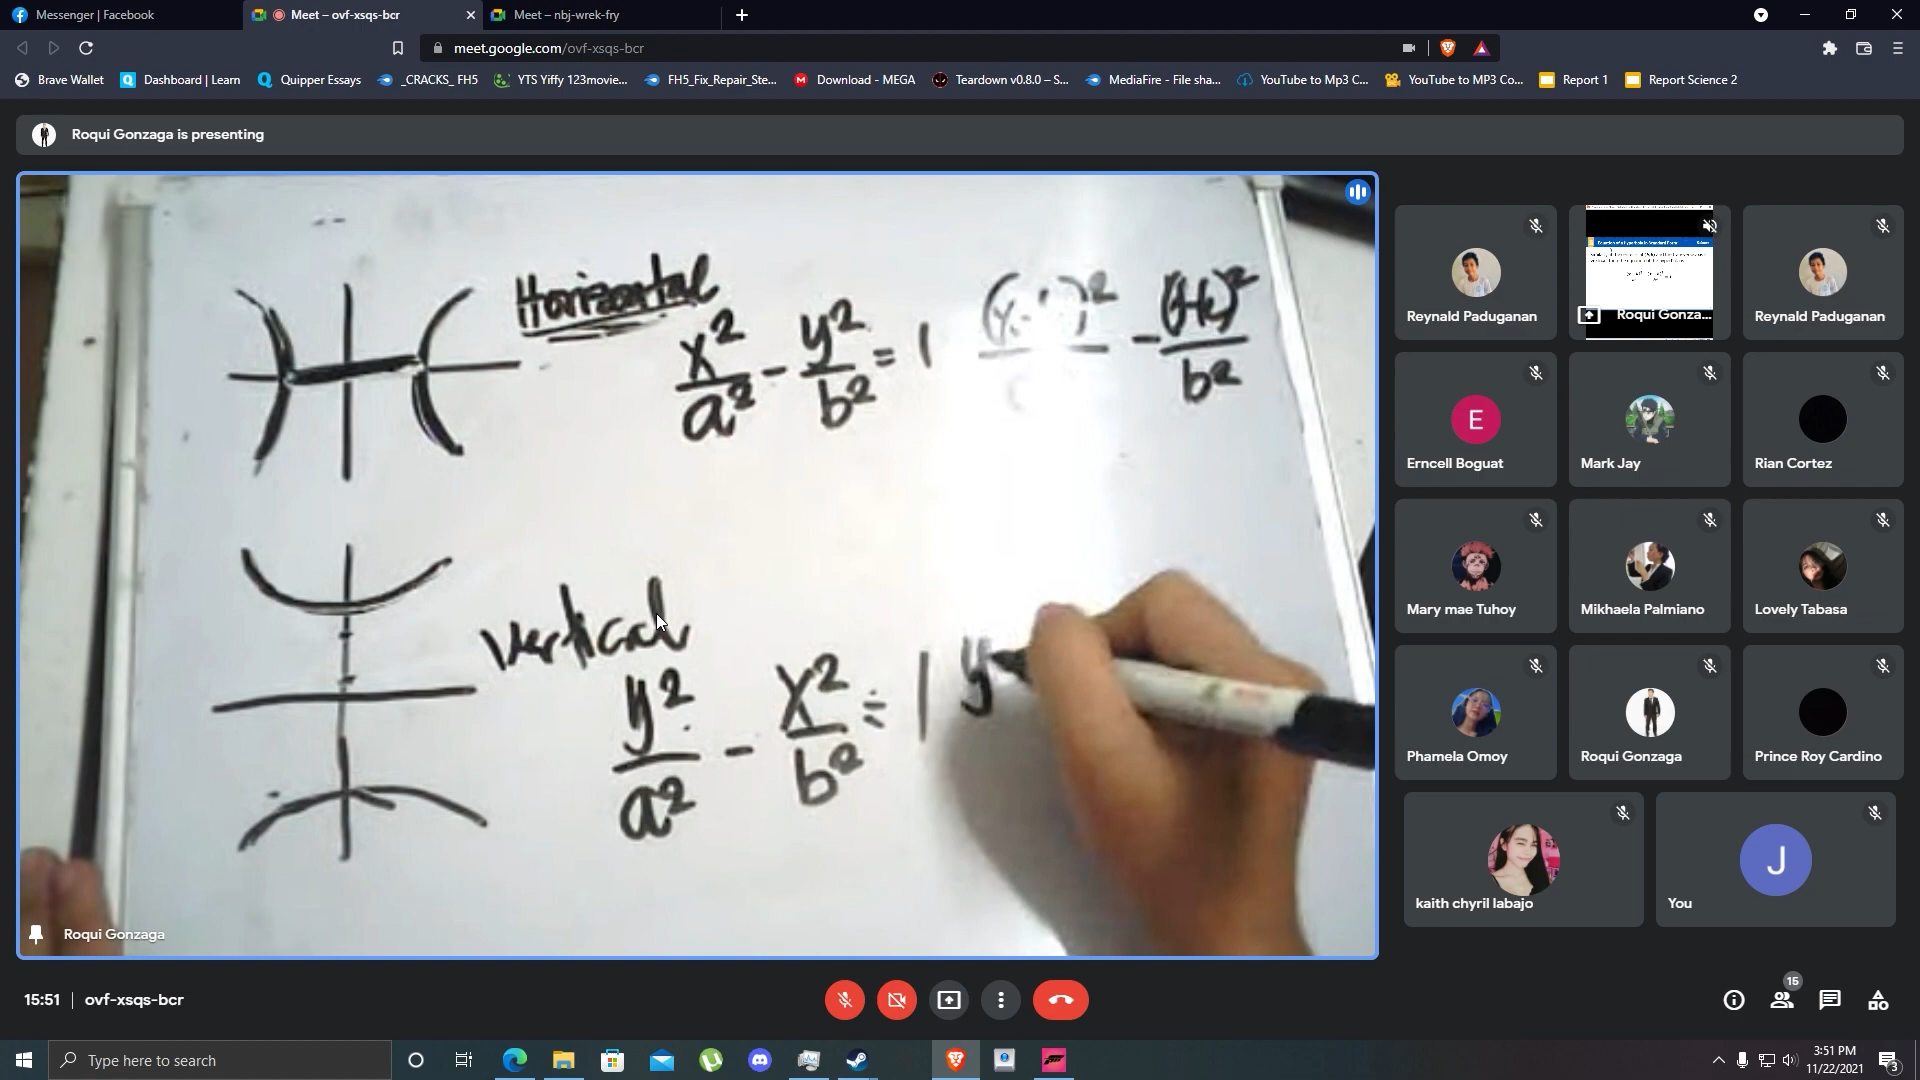 Messenger | Facebook
Meet – ovf-xsqs-bcr
Meet – nbj-wrek-fry
meet.google.com/ovf-xsqs-bcr
Brave Wallet
Dashboard | Learn
Quipper Essays
_CRACKS_ FH5
YTS Yiffy 123movie...
FH5_Fix_Repair_Ste...
Download - MEGA
Teardown v0.8.0 – S...
MediaFire - File sha...
YouTube to Mp3 C...
YouTube to MP3 Co...
Report 1
Report Science 2
Roqui Gonzaga is presenting
Horizontal
x²/a² - y²/b² = 1
b²
Vertical
y²/a² - x²/b² = 1 y
Roqui Gonzaga
Reynald Paduganan
Roqui Gonza...
Reynald Paduganan
E
Erncell Boguat
Mark Jay
Rian Cortez
Mary mae Tuhoy
Mikhaela Palmiano
Lovely Tabasa
Phamela Omoy
Roqui Gonzaga
Prince Roy Cardino
kaith chyril labajo
J
You
15:51 | ovf-xsqs-bcr
15
Type here to search
3:51 PM
11/22/2021
3